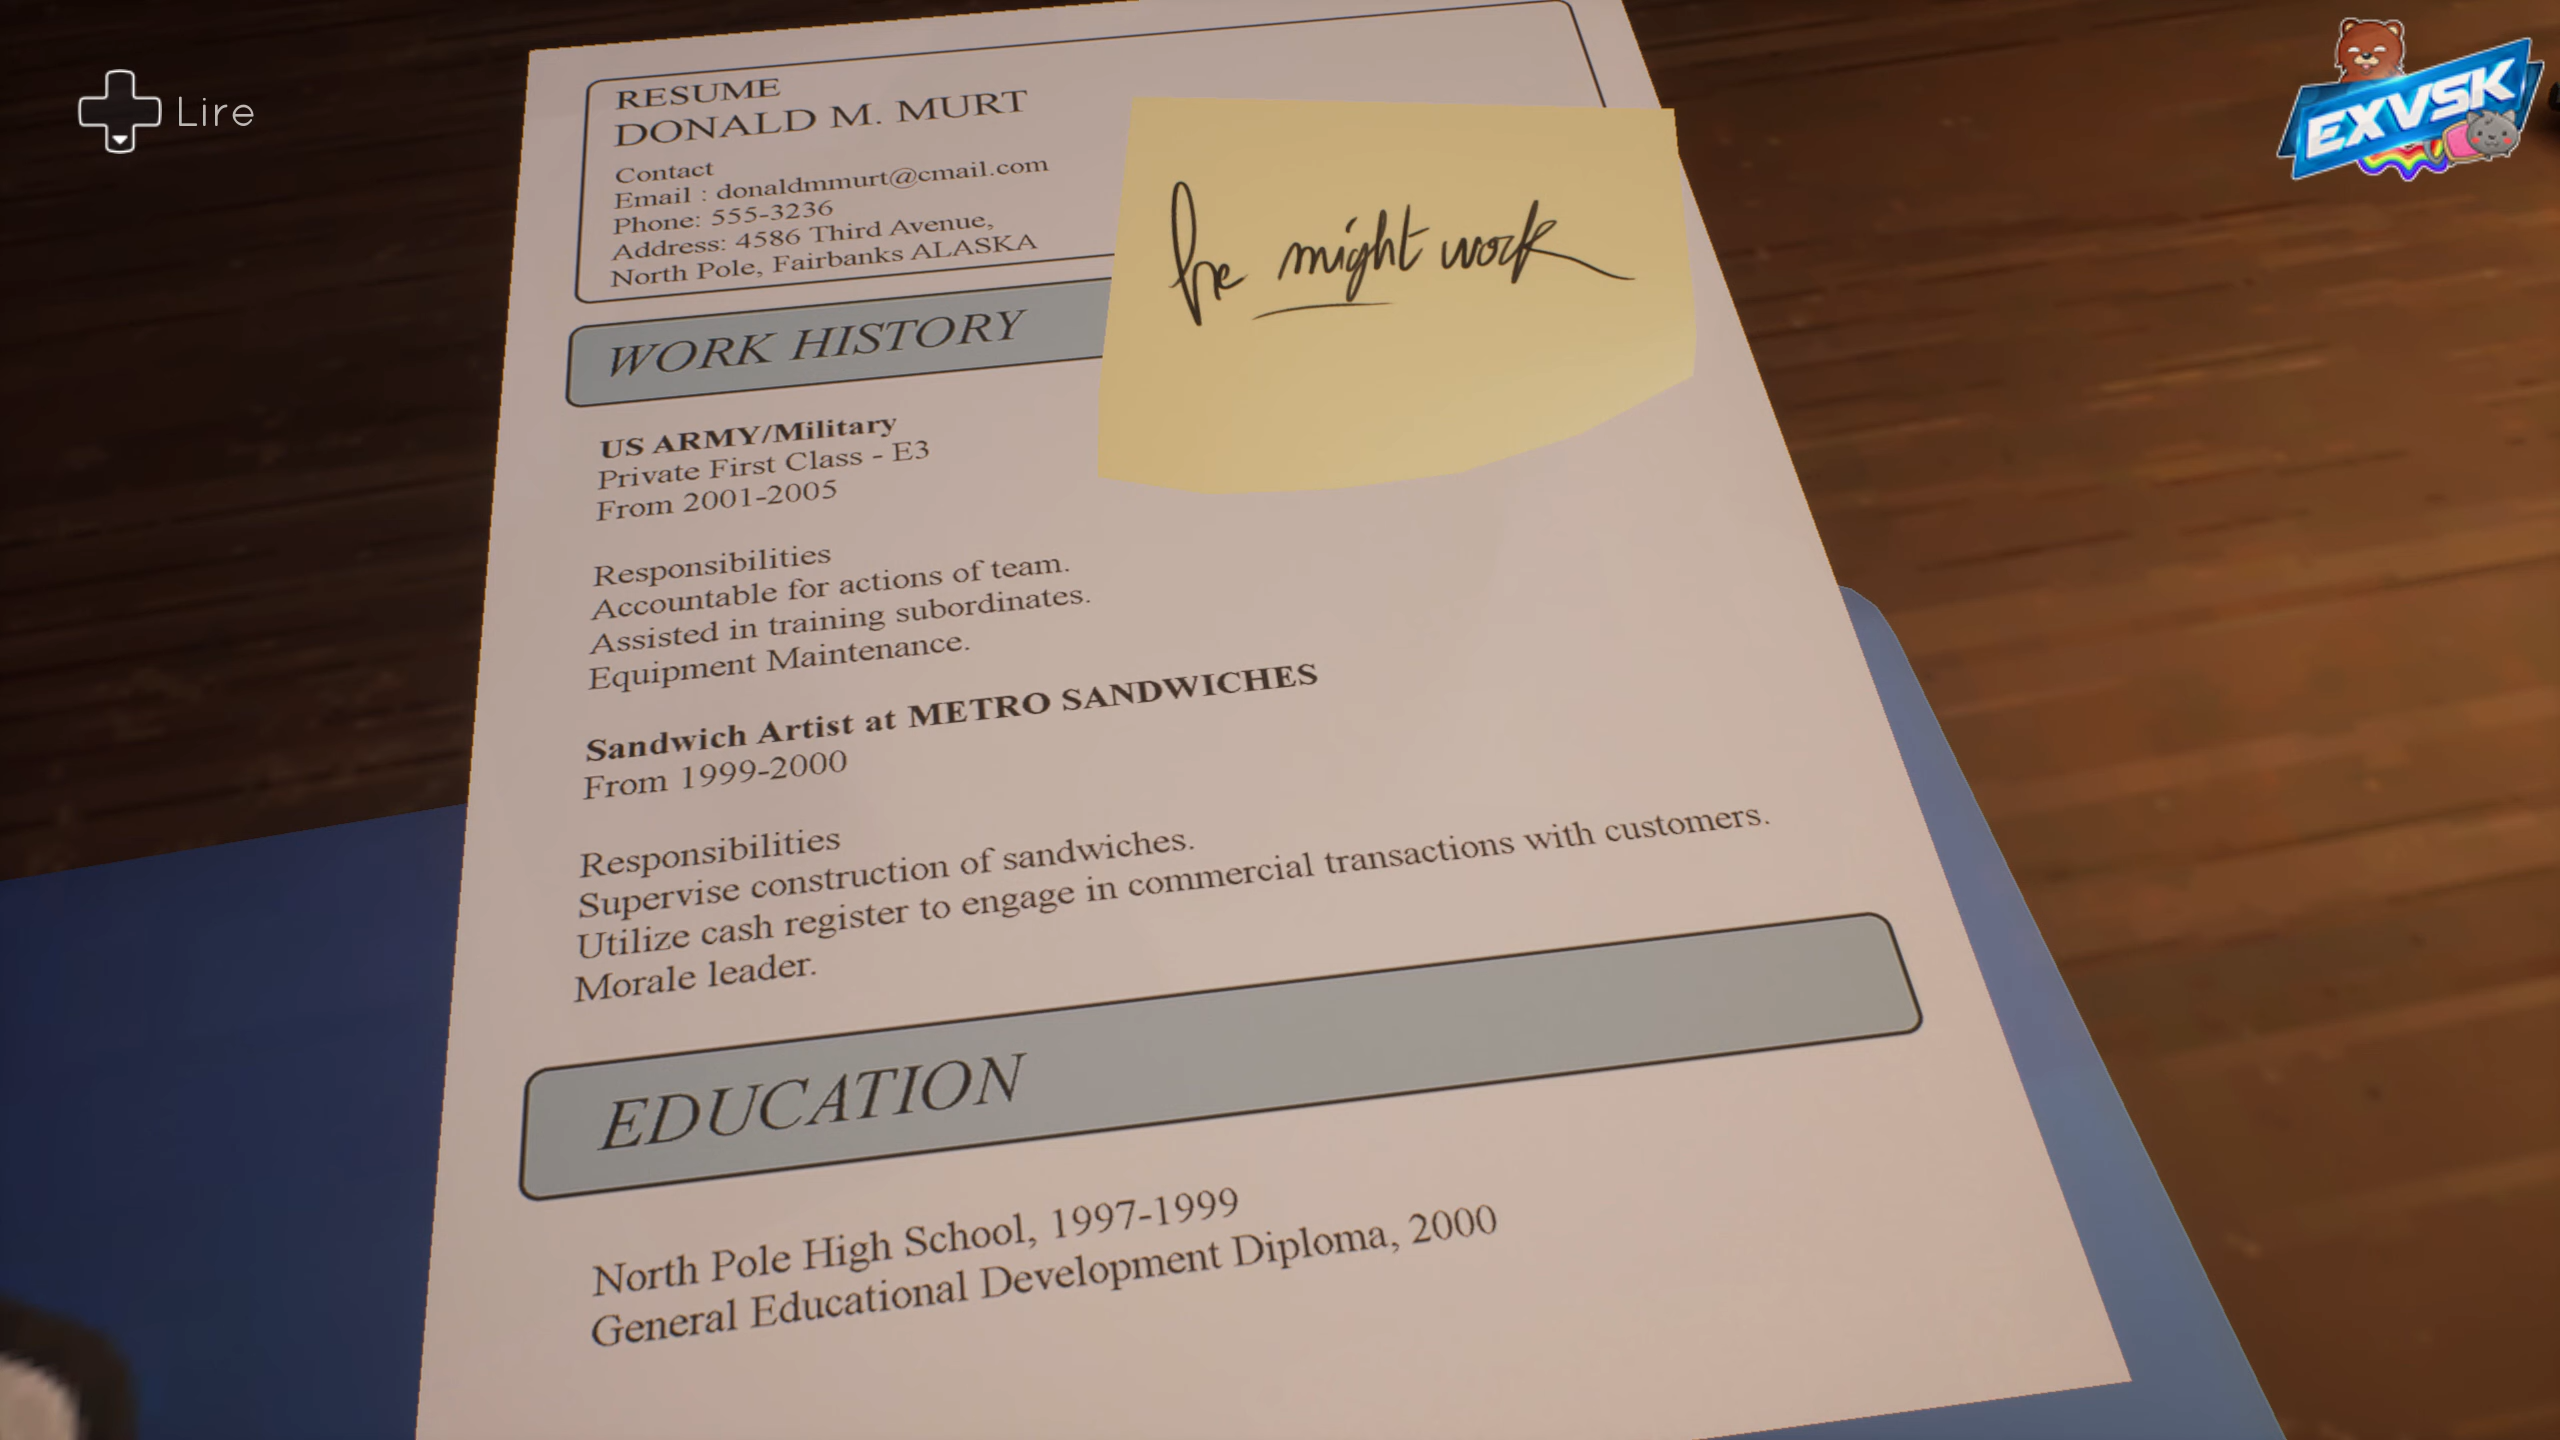 Lire
EXVSK
RESUME
DONALD M. MURT
Contact
Email : donaldmmurt@cmail.com
Phone: 555-3236
Address: 4586 Third Avenue,
North Pole, Fairbanks ALASKA
he might work
WORK HISTORY
US ARMY/Military
Private First Class - E3
From 2001-2005
Responsibilities
Accountable for actions of team.
Assisted in training subordinates.
Equipment Maintenance.
Sandwich Artist at METRO SANDWICHES
From 1999-2000
Responsibilities
Supervise construction of sandwiches.
Utilize cash register to engage in commercial transactions with customers.
Morale leader.
EDUCATION
North Pole High School, 1997-1999
General Educational Development Diploma, 2000